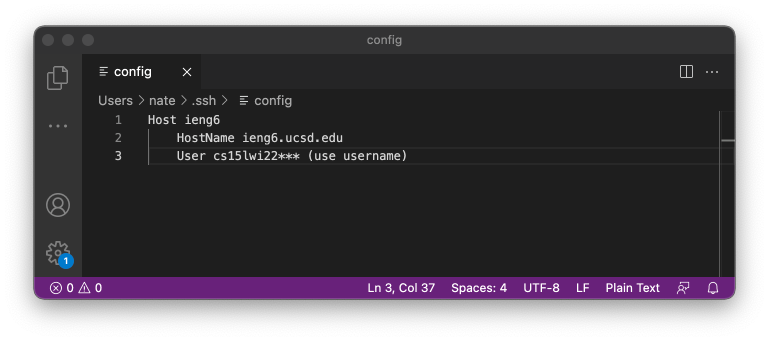 config
config
Users > nate > .ssh > config
1 Host ieng6
2 HostName ieng6.ucsd.edu
3 User cs15lwi22*** (use username)
1
0 0 Ln 3, Col 37 Spaces: 4 UTF-8 LF Plain Text